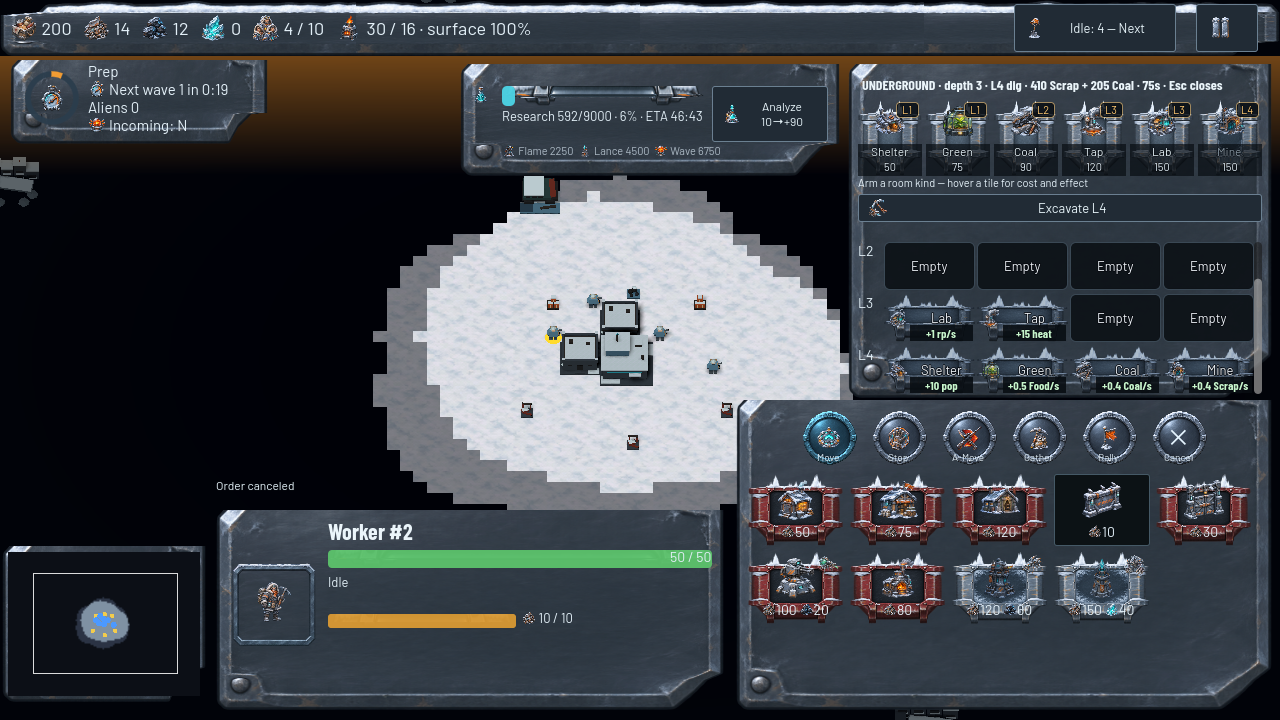 200 14 12 0 4 / 10 30 / 16 · surface 100%
Idle: 4 — Next
Prep
Next wave 1 in 0:19
Aliens 0
Incoming: N
Research 592/9000 · 6% · ETA 46:43
Flame 2250 Lance 4500 Wave 6750
Analyze
10→+90
UNDERGROUND · depth 3 · L4 dig · 410 Scrap + 205 Coal · 75s · Esc closes
L1 L1 L2 L3 L3 L4
Shelter Green Coal Tap Lab Mine
50 75 90 120 150 150
Arm a room kind — hover a tile for cost and effect
Excavate L4
L2 Empty Empty Empty Empty
L3 Lab Tap Empty Empty
+1 rp/s +15 heat
L4 Shelter Green Coal Mine
+10 pop +0.5 Food/s +0.4 Coal/s +0.4 Scrap/s
Move Stop A-Move Gather Rally Cancel
50 75 120 10 30
100 20 80 120 60 150 40
Order canceled
Worker #2
50 / 50
Idle
10 / 10